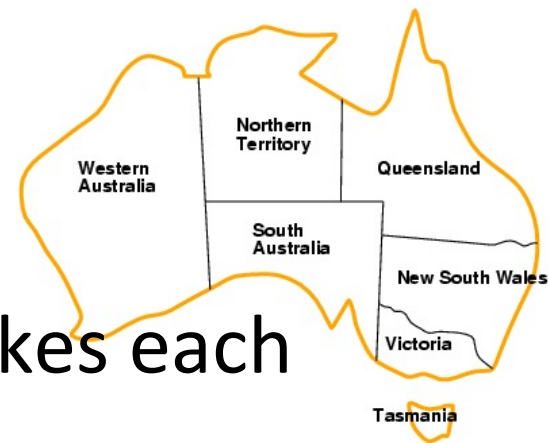 Northern
Territory
Western
Australia
Queensland
South
Australia
New South Wales
kes each
Victoria
Tasmania